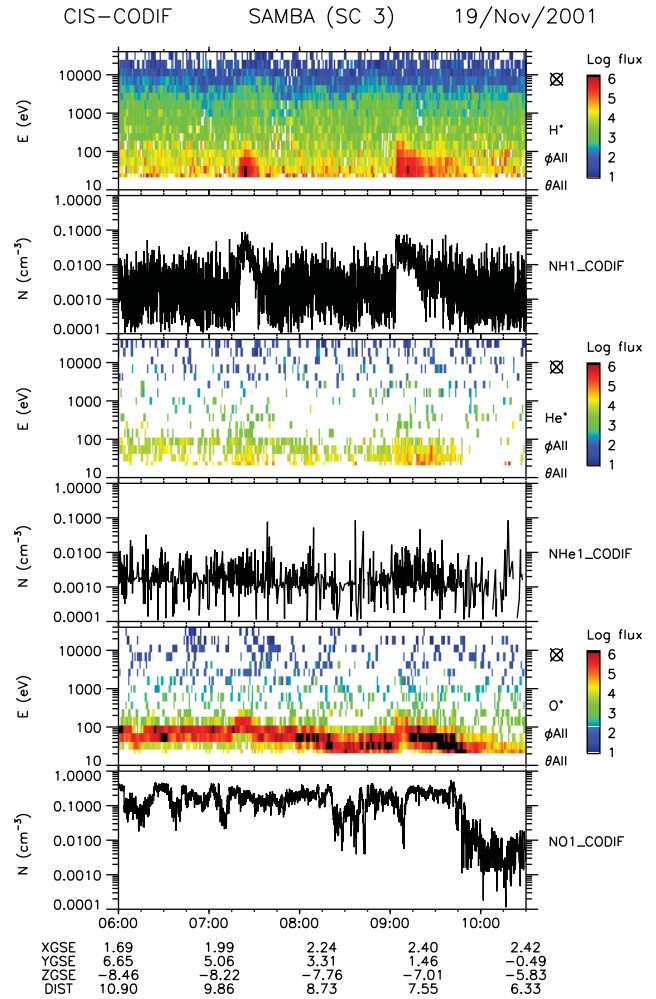 CIS-CODIF SAMBA (SC 3) 19/Nov/2001
Log flux
E (eV)
10000
1000
100
10
H+
φAll
θAll
6
5
4
3
2
1
N (cm⁻³)
1.0000
0.1000
0.0100
0.0010
0.0001
NH1_CODIF
Log flux
E (eV)
10000
1000
100
10
He+
φAll
θAll
6
5
4
3
2
1
N (cm⁻³)
1.0000
0.1000
0.0010
0.0010
0.0001
NHe1_CODIF
Log flux
E (eV)
10000
1000
100
10
O+
φAll
θAll
6
5
4
3
2
1
N (cm⁻³)
1.0000
0.1000
0.0100
0.0010
0.0001
NO1_CODIF
06:00 07:00 08:00 09:00 10:00
XGSE 1.69 1.99 2.24 2.40 2.42
YGSE 6.65 5.06 3.31 1.46 -0.49
ZGSE -8.46 -8.22 -7.76 -7.01 -5.83
DIST 10.90 9.86 8.73 7.55 6.33